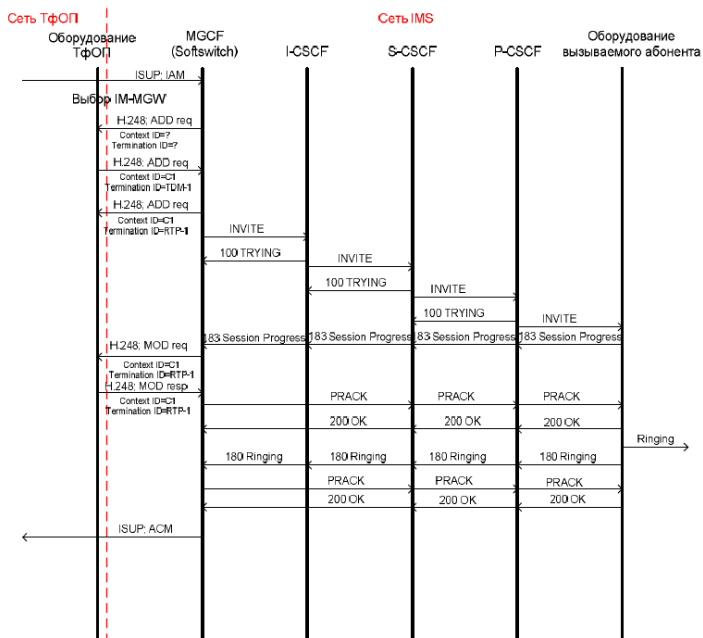 Сеть ТфОП
Сеть IMS
Оборудование
ТфОП
MGCF
(Softswitch)
I-CSCF
S-CSCF
P-CSCF
Оборудование
вызываемого абонента
ISUP; IAM
Выбор IM-MGW
H.248; ADD req
Context ID=?
Termination ID=?
H.248; ADD req
Context ID=C1
Termination ID=TDM-1
H.248; ADD req
Context ID=C1
Termination ID=RTP-1
INVITE
100 TRYING
INVITE
100 TRYING
INVITE
100 TRYING
INVITE
183 Session Progress
183 Session Progress
183 Session Progress
183 Session Progress
H.248; MOD req
Context ID=C1
Termination ID=RTP-1
H.248; MOD resp
Context ID=C1
Termination ID=RTP-1
PRACK
PRACK
PRACK
200 OK
200 OK
200 OK
Ringing
180 Ringing
180 Ringing
180 Ringing
180 Ringing
PRACK
PRACK
PRACK
200 OK
200 OK
200 OK
ISUP; ACM